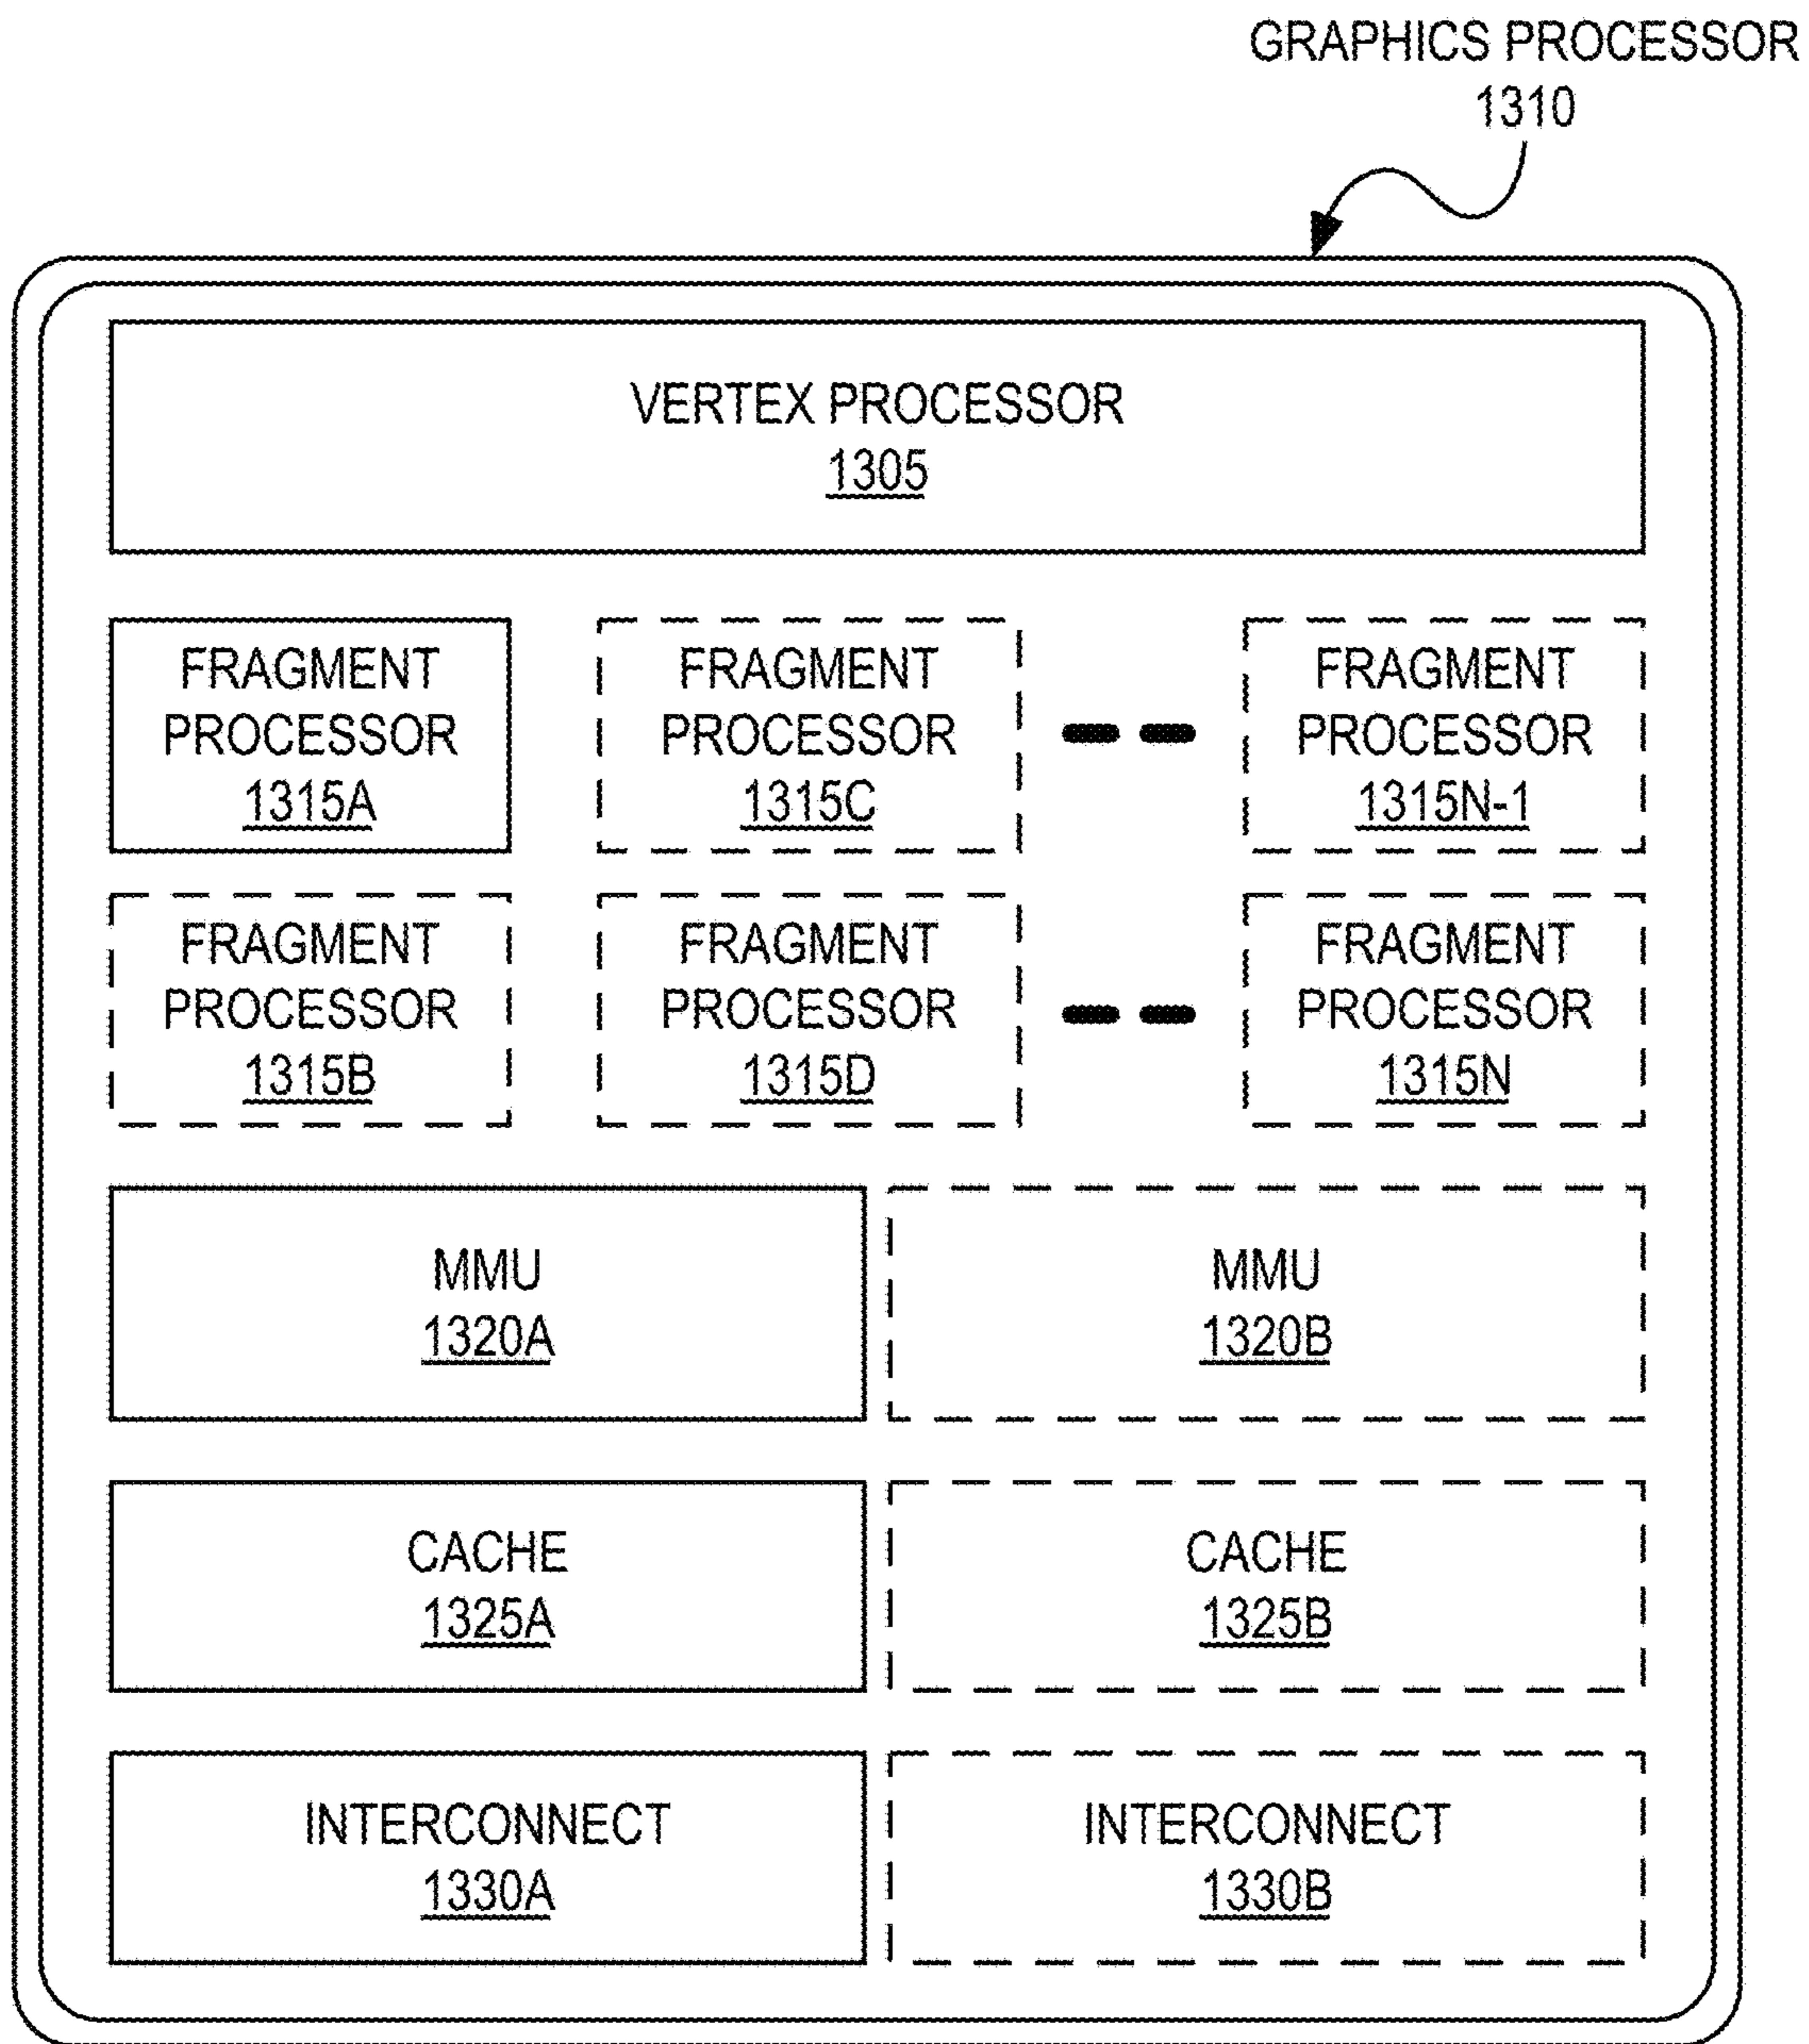 GRAPHICS PROCESSOR
1310
VERTEX PROCESSOR
1305
FRAGMENT
PROCESSOR
1315A
FRAGMENT
PROCESSOR
1315C
FRAGMENT
PROCESSOR
1315N-1
FRAGMENT
PROCESSOR
1315B
FRAGMENT
PROCESSOR
1315D
FRAGMENT
PROCESSOR
1315N
MMU
1320A
MMU
1320B
CACHE
1325A
CACHE
1325B
INTERCONNECT
1330A
INTERCONNECT
1330B